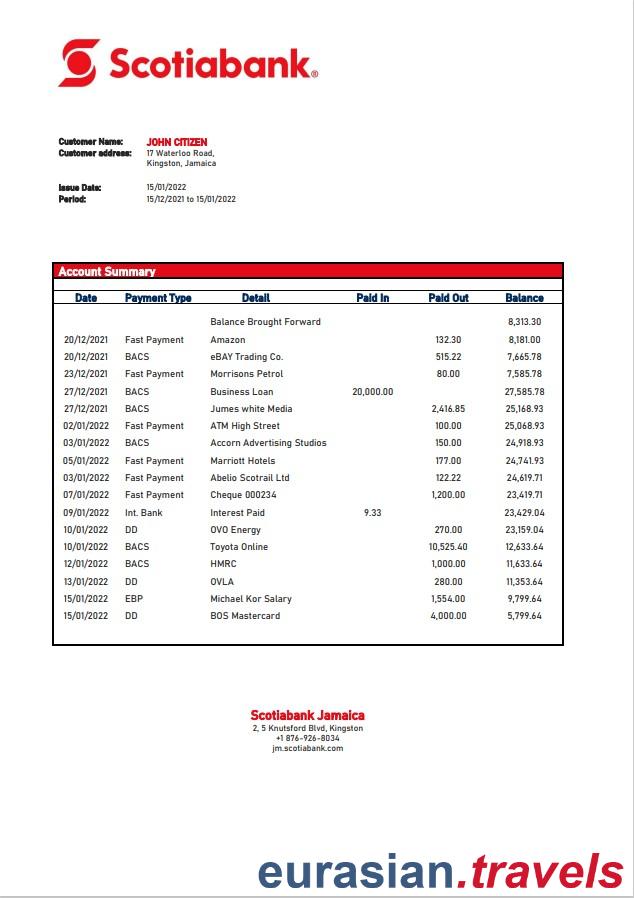 Scotiabank®
Customer Name: JOHN CITIZEN
Customer address: 17 Waterloo Road,
Kingston, Jamaica
Issue Date: 15/01/2022
Period: 15/12/2021 to 15/01/2022
Account Summary
Date Payment Type Detail Paid In Paid Out Balance
Balance Brought Forward 8,313.30
20/12/2021 Fast Payment Amazon 132.30 8,181.00
20/12/2021 BACS eBAY Trading Co. 515.22 7,665.78
23/12/2021 Fast Payment Morrisons Petrol 80.00 7,585.78
27/12/2021 BACS Business Loan 20,000.00 27,585.78
27/12/2021 BACS Jumes white Media 2,416.85 25,168.93
02/01/2022 Fast Payment ATM High Street 100.00 25,068.93
03/01/2022 BACS Accorn Advertising Studios 150.00 24,918.93
05/01/2022 Fast Payment Marriott Hotels 177.00 24,741.93
03/01/2022 Fast Payment Abelio Scotrail Ltd 122.22 24,619.71
07/01/2022 Fast Payment Cheque 000234 1,200.00 23,419.71
09/01/2022 Int. Bank Interest Paid 9.33 23,429.04
10/01/2022 DD OVO Energy 270.00 23,159.04
10/01/2022 BACS Toyota Online 10,525.40 12,633.64
12/01/2022 BACS HMRC 1,000.00 11,633.64
13/01/2022 DD OVLA 280.00 11,353.64
15/01/2022 EBP Michael Kor Salary 1,554.00 9,799.64
15/01/2022 DD BOS Mastercard 4,000.00 5,799.64
Scotiabank Jamaica
2, 5 Knutsford Blvd, Kingston
+1 876-926-8034
jm.scotiabank.com
eurasian.travels